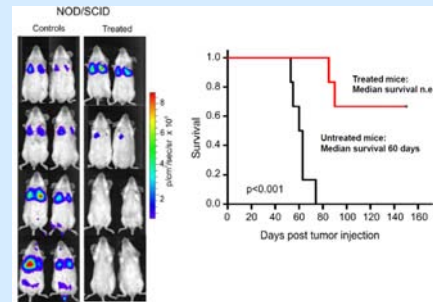 NOD/SCID
Controls Treated
8
6
4
2
p/cm²/sec/sr x 10⁵
Survival
1.0
0.8
0.6
0.4
0.2
0.0
Treated mice:
Median survival n.e
Untreated mice:
Median survival 60 days
p<0.001
0 20 40 60 80 100 120 140 160
Days post tumor injection